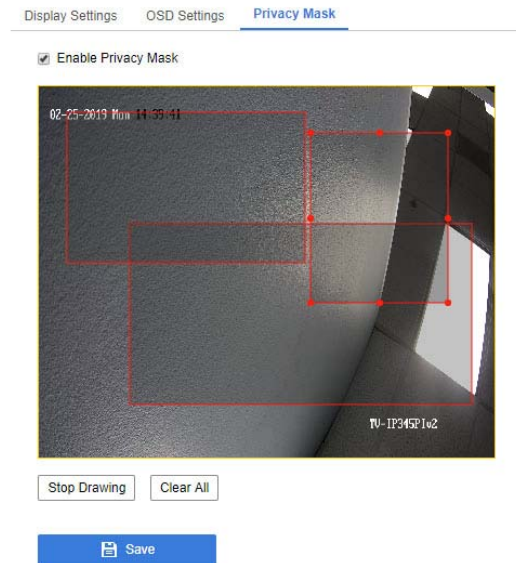 Display Settings OSD Settings Privacy Mask
Enable Privacy Mask
02-25-2019 Mon 14:39:41
TV-IP345PIv2
Stop Drawing Clear All
Save